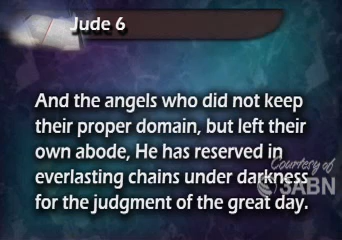 Jude 6
And the angels who did not keep
their proper domain, but left their
own abode, He has reserved in
everlasting chains under darkness
for the judgment of the great day.
Courtesy of
3ABN